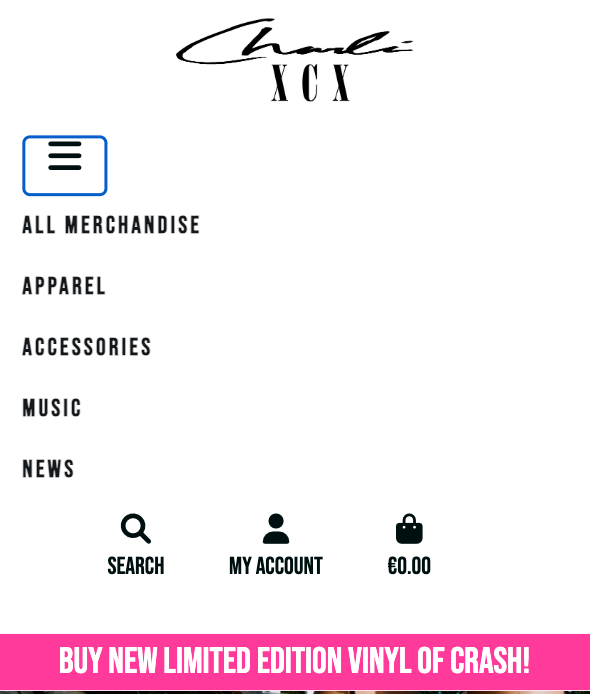 Charli
XCX
ALL MERCHANDISE
APPAREL
ACCESSORIES
MUSIC
NEWS
SEARCH MY ACCOUNT €0.00
BUY NEW LIMITED EDITION VINYL OF CRASH!